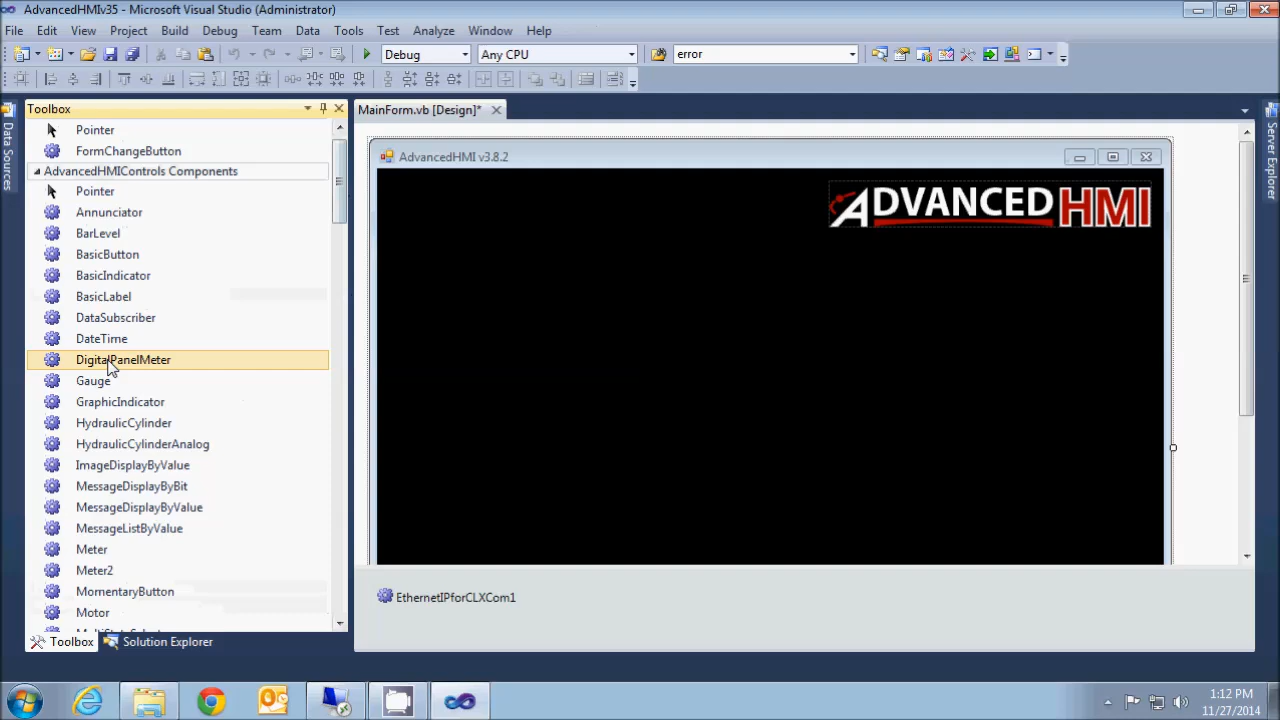 AdvancedHMIv35 - Microsoft Visual Studio (Administrator)
File Edit View Project Build Debug Team Data Tools Test Analyze Window Help
Debug Any CPU error
Toolbox
MainForm.vb [Design]*
Data Sources
Server Explorer
Pointer
FormChangeButton
AdvancedHMIControls Components
Pointer
Annunciator
BarLevel
BasicButton
BasicIndicator
BasicLabel
DataSubscriber
DateTime
DigitalPanelMeter
Gauge
GraphicIndicator
HydraulicCylinder
HydraulicCylinderAnalog
ImageDisplayByValue
MessageDisplayByBit
MessageDisplayByValue
MessageListByValue
Meter
Meter2
MomentaryButton
Motor
Toolbox Solution Explorer
AdvancedHMI v3.8.2
ADVANCED HMI
EthernetIPforCLXCom1
1:12 PM
11/27/2014